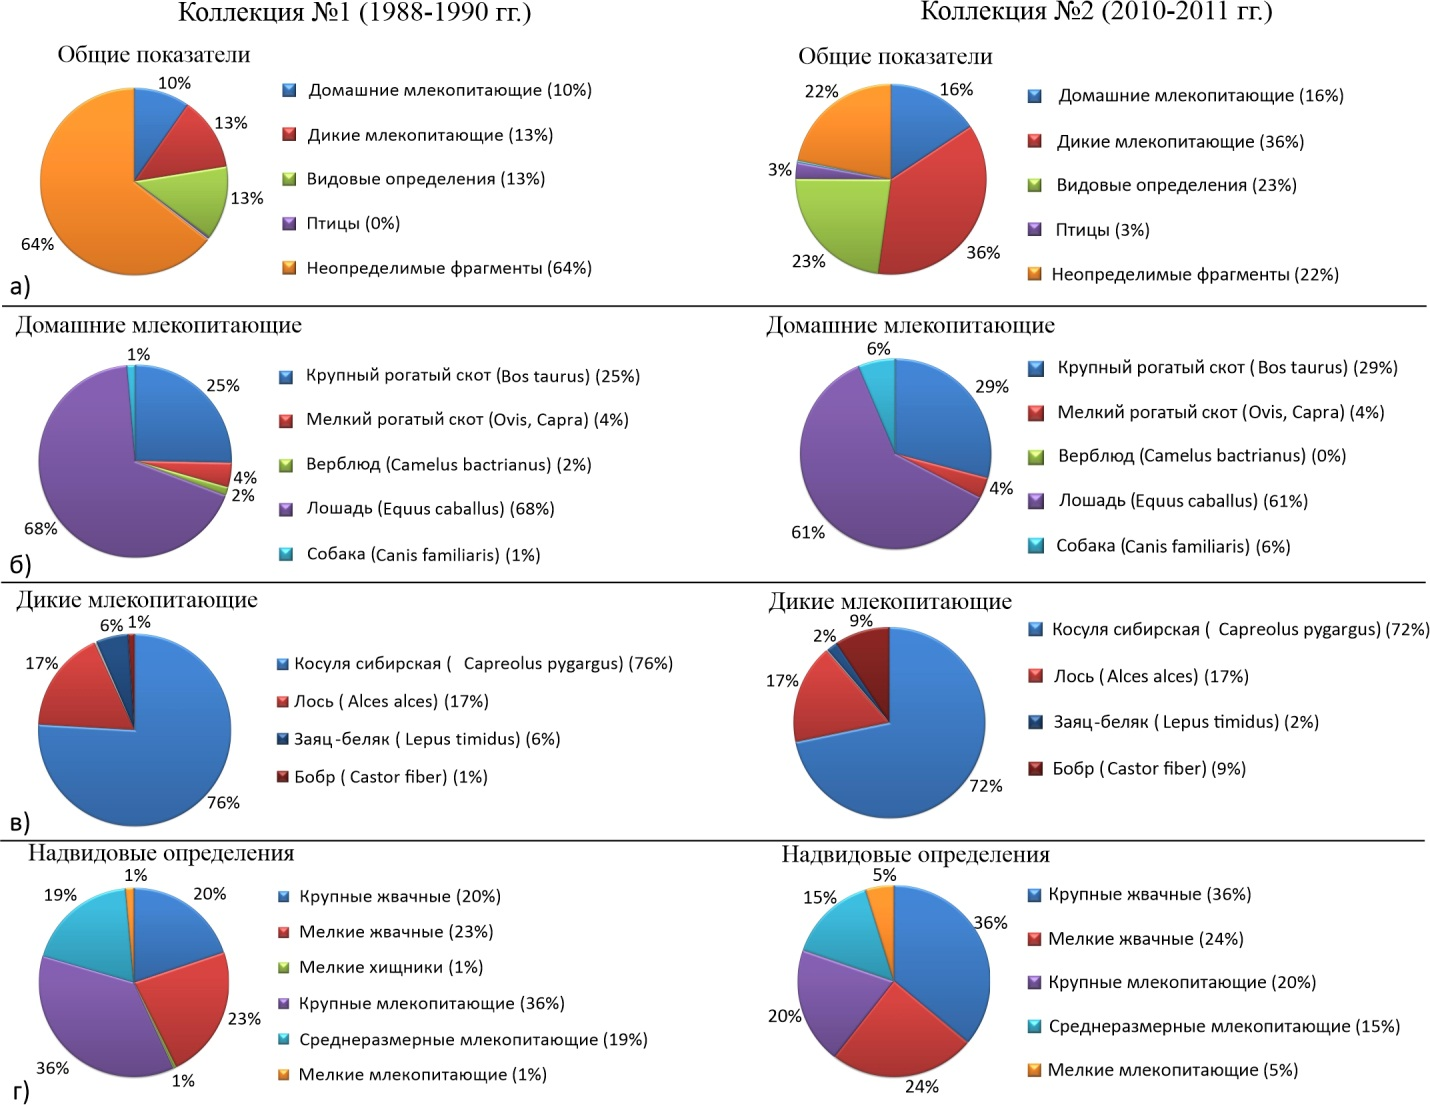 Коллекция №1 (1988-1990 гг.)
Общие показатели
10%
13%
13%
64%
Домашние млекопитающие (10%)
Дикие млекопитающие (13%)
Видовые определения (13%)
Птицы (0%)
Неопределимые фрагменты (64%)
а)
Коллекция №2 (2010-2011 гг.)
Общие показатели
22%
16%
3%
23%
36%
Домашние млекопитающие (16%)
Дикие млекопитающие (36%)
Видовые определения (23%)
Птицы (3%)
Неопределимые фрагменты (22%)
Домашние млекопитающие
1%
25%
4%
2%
68%
Крупный рогатый скот (Bos taurus) (25%)
Мелкий рогатый скот (Ovis, Capra) (4%)
Верблюд (Camelus bactrianus) (2%)
Лошадь (Equus caballus) (68%)
Собака (Canis familiaris) (1%)
б)
Домашние млекопитающие
6%
29%
4%
61%
Крупный рогатый скот ( Bos taurus) (29%)
Мелкий рогатый скот (Ovis, Capra) (4%)
Верблюд (Camelus bactrianus) (0%)
Лошадь (Equus caballus) (61%)
Собака (Canis familiaris) (6%)
Дикие млекопитающие
6%
1%
17%
76%
Косуля сибирская ( Capreolus pygargus) (76%)
Лось ( Alces alces) (17%)
Заяц-беляк ( Lepus timidus) (6%)
Бобр ( Castor fiber) (1%)
в)
Дикие млекопитающие
9%
2%
17%
72%
Косуля сибирская ( Capreolus pygargus) (72%)
Лось ( Alces alces) (17%)
Заяц-беляк ( Lepus timidus) (2%)
Бобр ( Castor fiber) (9%)
Надвидовые определения
1%
19%
20%
23%
36%
1%
Крупные жвачные (20%)
Мелкие жвачные (23%)
Мелкие хищники (1%)
Крупные млекопитающие (36%)
Среднеразмерные млекопитающие (19%)
Мелкие млекопитающие (1%)
г)
Надвидовые определения
5%
15%
36%
20%
24%
Крупные жвачные (36%)
Мелкие жвачные (24%)
Крупные млекопитающие (20%)
Среднеразмерные млекопитающие (15%)
Мелкие млекопитающие (5%)